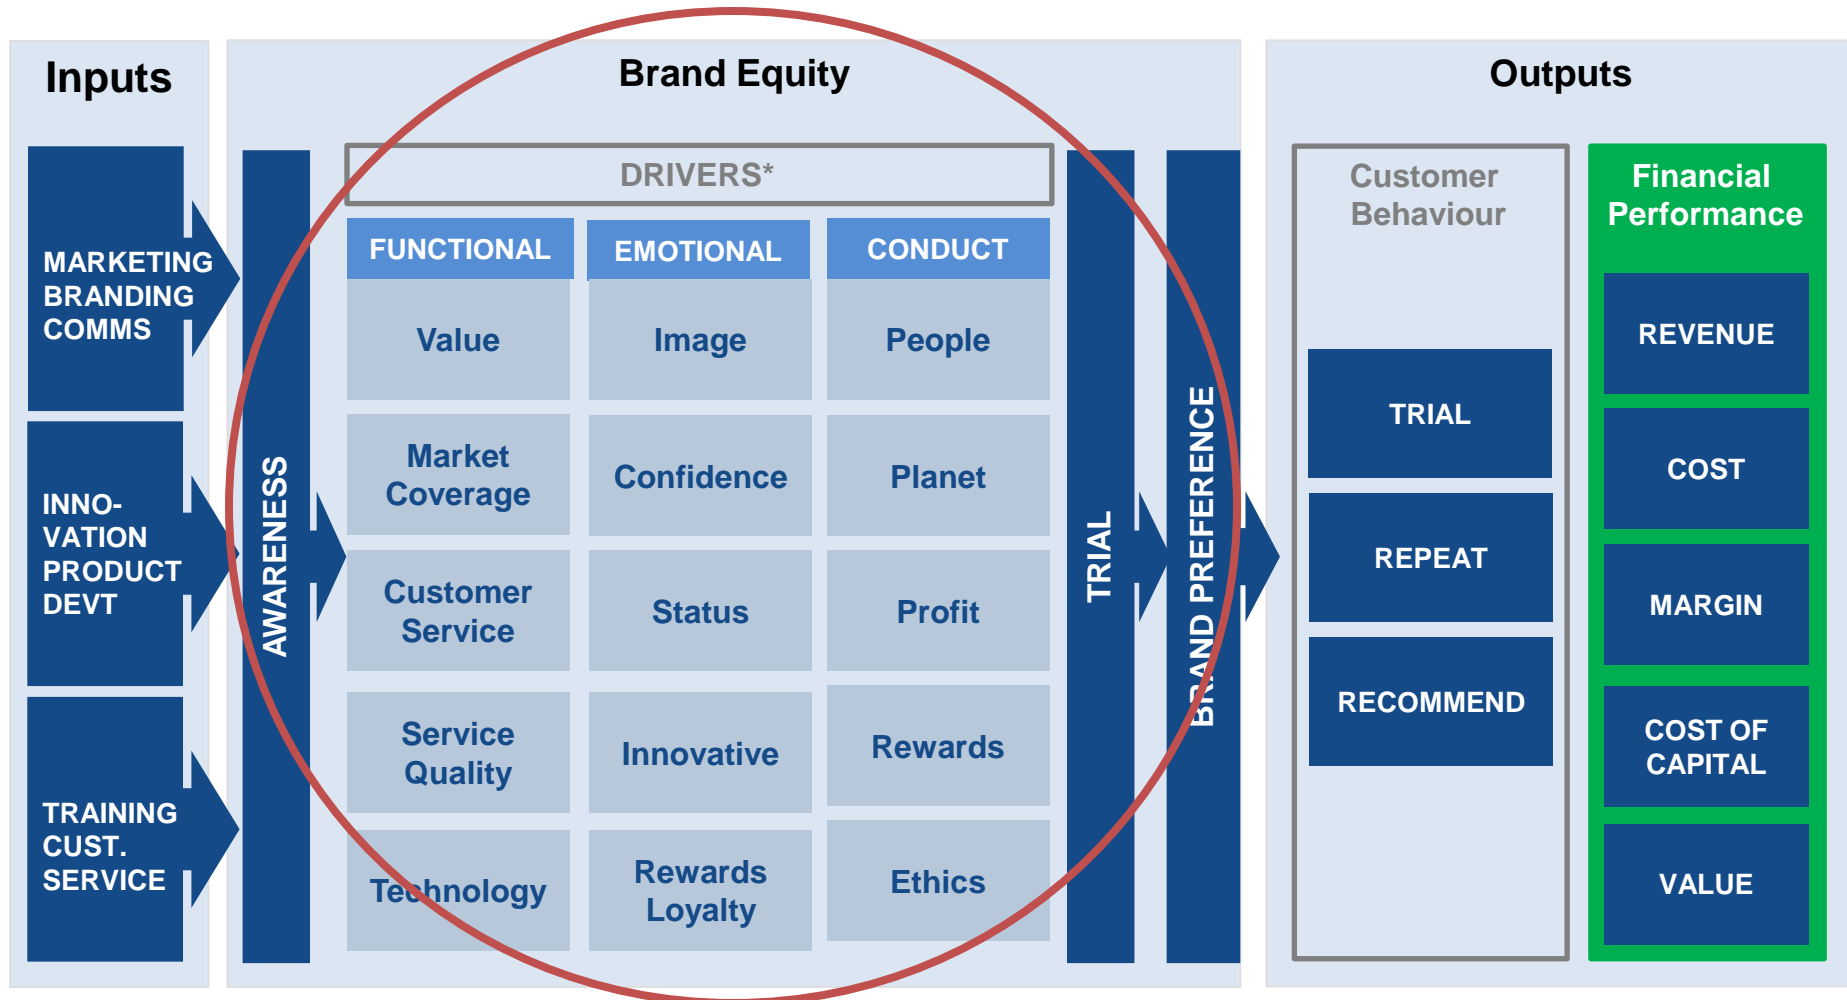 Inputs
MARKETING
BRANDING
COMMS
INNO-
VATION
PRODUCT
DEVT
TRAINING
CUST.
SERVICE
Brand Equity
AWARENESS
DRIVERS*
FUNCTIONAL
Value
Market
Coverage
Customer
Service
Service
Quality
Technology
EMOTIONAL
Image
Confidence
Status
Innovative
Rewards
Loyalty
CONDUCT
People
Planet
Profit
Rewards
Ethics
TRIAL
BRAND PREFERENCE
Outputs
Customer
Behaviour
TRIAL
REPEAT
RECOMMEND
Financial
Performance
REVENUE
COST
MARGIN
COST OF
CAPITAL
VALUE